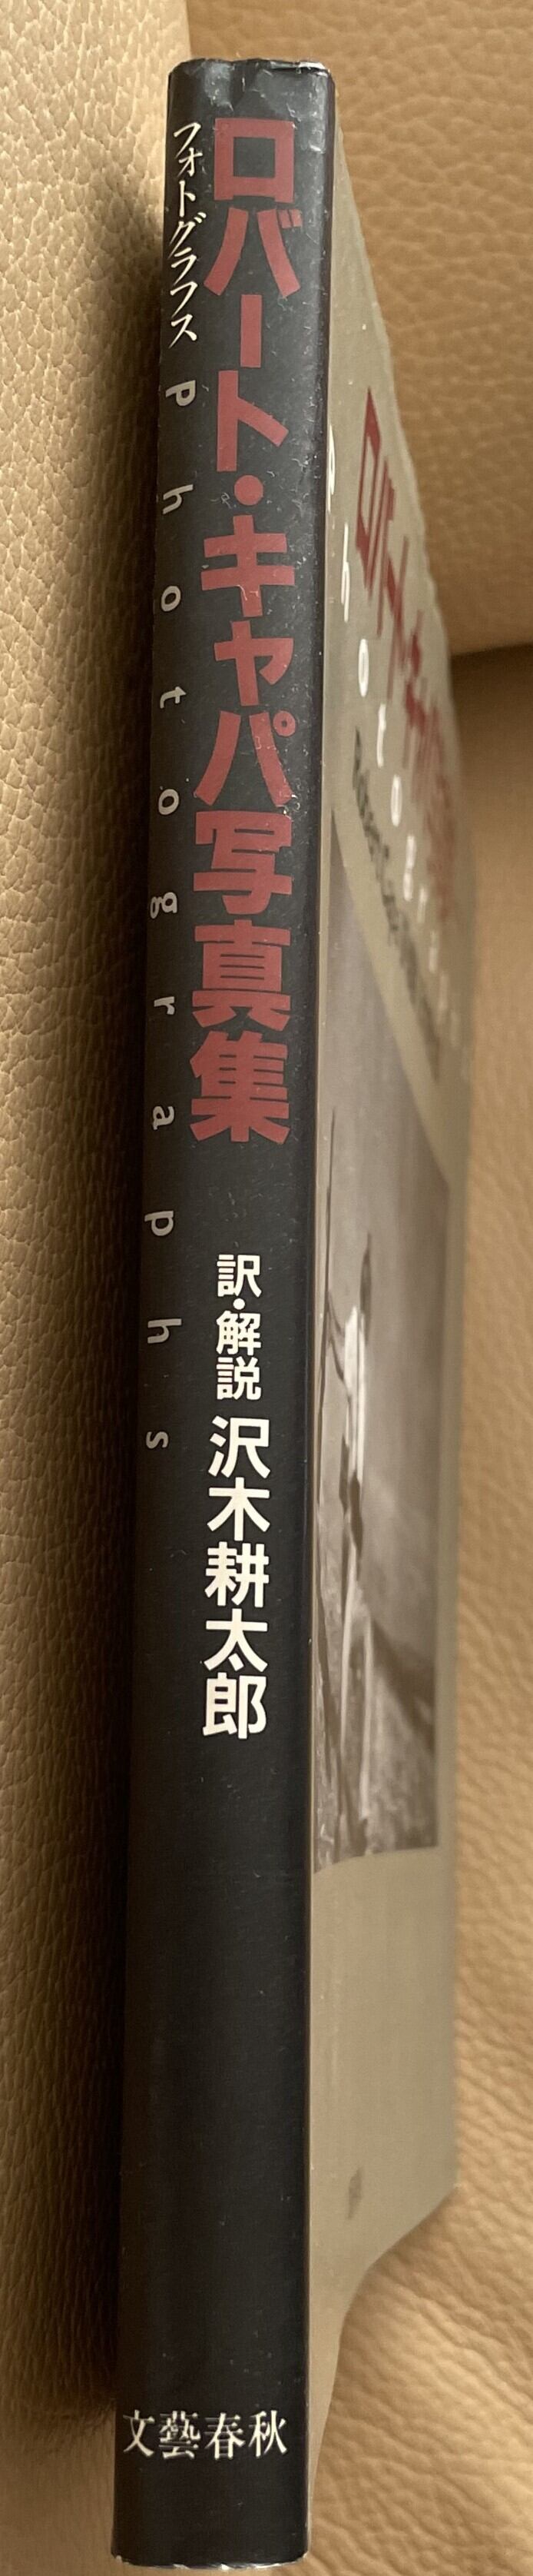 フォトグラフス
Photographs
ロバート・キャパ写真集
訳・解説 沢木耕太郎
文藝春秋